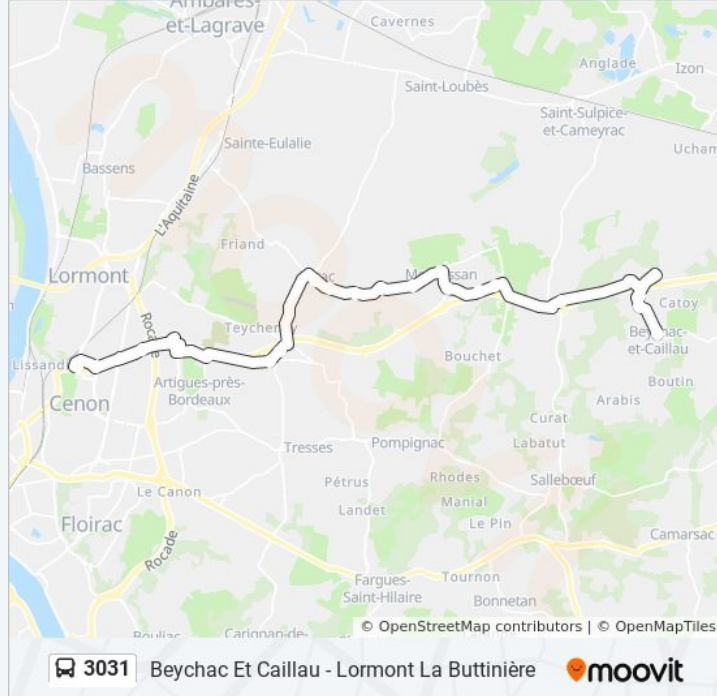 Ambarès-
et-Lagrave
Cavernes
Anglade
Izon
Saint-Loubès
Saint-Sulpice-
et-Cameyrac
Sainte-Eulalie
Bassens
L'Aquitaine
Friand
Lormont
Catoy
Rocade
Teycheney
Lissandre
Bouchet
et-Caillau
Boutin
Artigues-près-
Bordeaux
Arabis
Cenon
Curat
Tresses
Pompignac
Labatut
Pétrus
Rhodes
Sallebœuf
Le Canon
Manial
Landet
Le Pin
Floirac
Camarsac
Rocade
Fargues-
Saint-Hilaire
Tournon
Bonnetan
© OpenStreetMap contributors | © OpenMapTiles
3031 Beychac Et Caillau - Lormont La Buttinière moovit